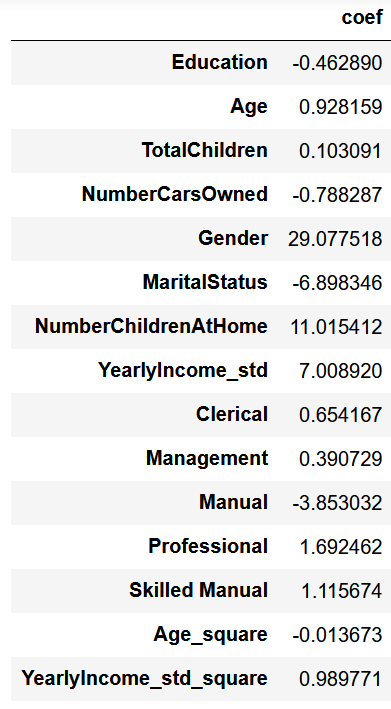 coef
Education -0.462890
Age 0.928159
TotalChildren 0.103091
NumberCarsOwned -0.788287
Gender 29.077518
MaritalStatus -6.898346
NumberChildrenAtHome 11.015412
YearlyIncome_std 7.008920
Clerical 0.654167
Management 0.390729
Manual -3.853032
Professional 1.692462
Skilled Manual 1.115674
Age_square -0.013673
YearlyIncome_std_square 0.989771